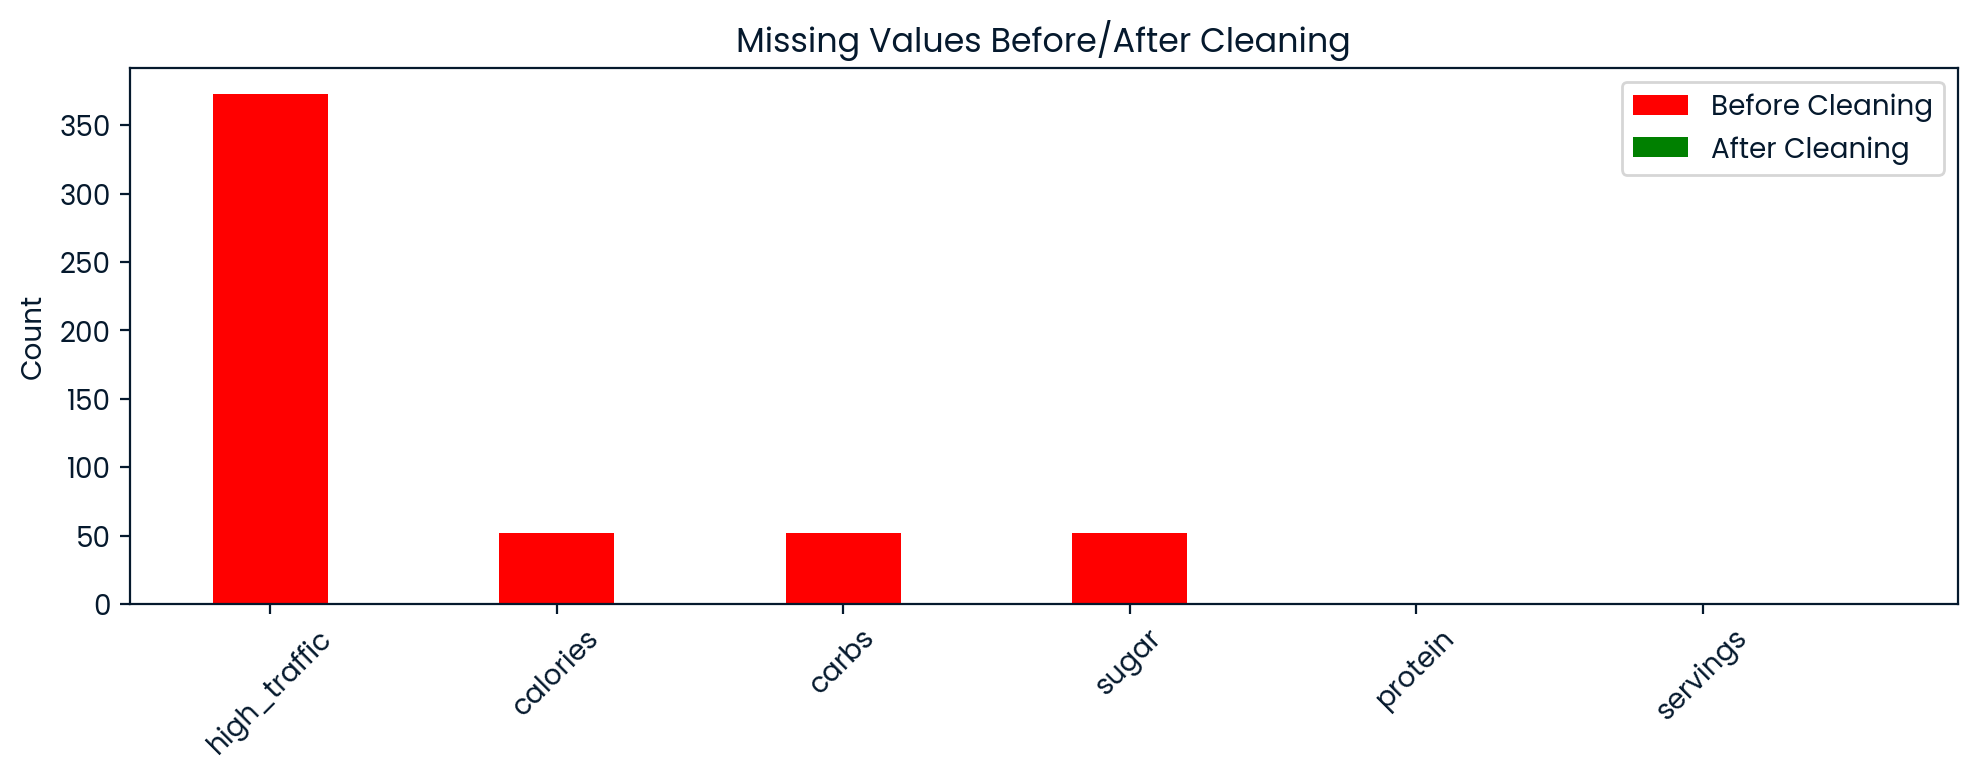 Missing Values Before/After Cleaning
Before Cleaning
After Cleaning
Count
350
300
250
200
150
100
50
0
high_traffic
calories
carbs
sugar
protein
servings